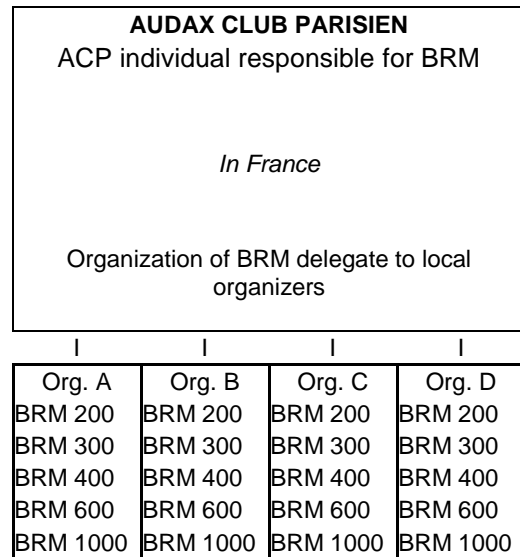 AUDAX CLUB PARISIEN
ACP individual responsible for BRM
In France
Organization of BRM delegate to local
organizers
I I I I
Org. A Org. B Org. C Org. D
BRM 200 BRM 200 BRM 200 BRM 200
BRM 300 BRM 300 BRM 300 BRM 300
BRM 400 BRM 400 BRM 400 BRM 400
BRM 600 BRM 600 BRM 600 BRM 600
BRM 1000 BRM 1000 BRM 1000 BRM 1000